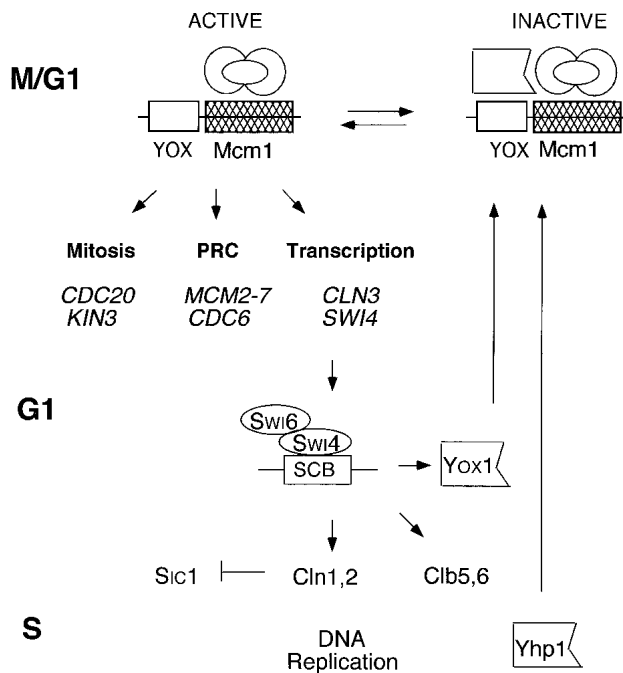 ACTIVE
INACTIVE
M/G1
YOX Mcm1
YOX Mcm1
Mitosis
CDC20
KIN3
PRC
MCM2-7
CDC6
Transcription
CLN3
SWI4
G1
SWI6
SWI4
SCB
YOX1
SIC1
Cln1,2
Clb5,6
S
DNA
Replication
Yhp1